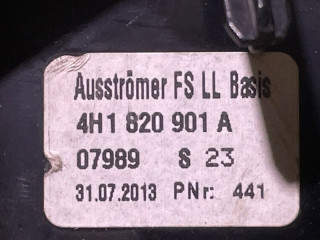 Ausströmer FS LL Basis
4H1 820 901 A
07989 S 23
31.07.2013 PNr: 441